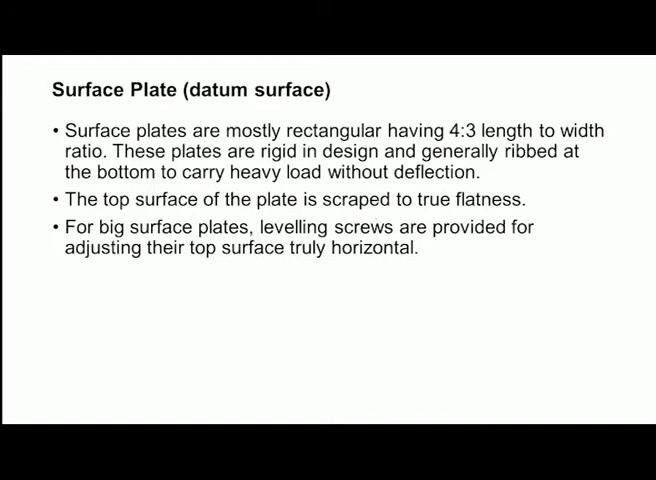 Surface Plate (datum surface)
• Surface plates are mostly rectangular having 4:3 length to width
ratio. These plates are rigid in design and generally ribbed at
the bottom to carry heavy load without deflection.
• The top surface of the plate is scraped to true flatness.
• For big surface plates, levelling screws are provided for
adjusting their top surface truly horizontal.